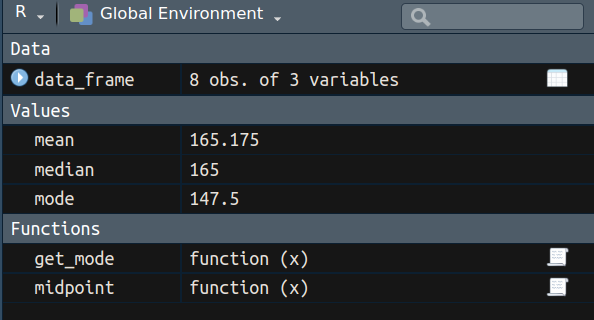 R Global Environment
Data
data_frame 8 obs. of 3 variables
Values
mean 165.175
median 165
mode 147.5
Functions
get_mode function (x)
midpoint function (x)